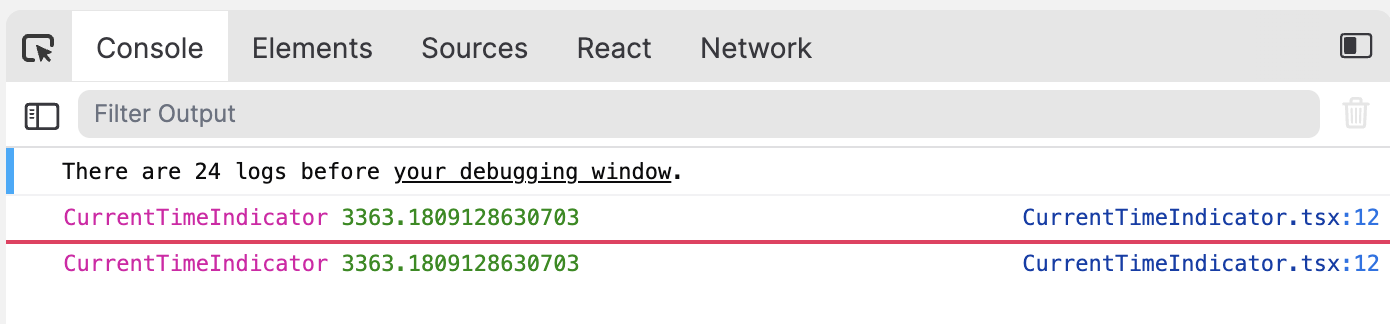 Console Elements Sources React Network
Filter Output
There are 24 logs before your debugging window.
CurrentTimeIndicator 3363.1809128630703 CurrentTimeIndicator.tsx:12
CurrentTimeIndicator 3363.1809128630703 CurrentTimeIndicator.tsx:12